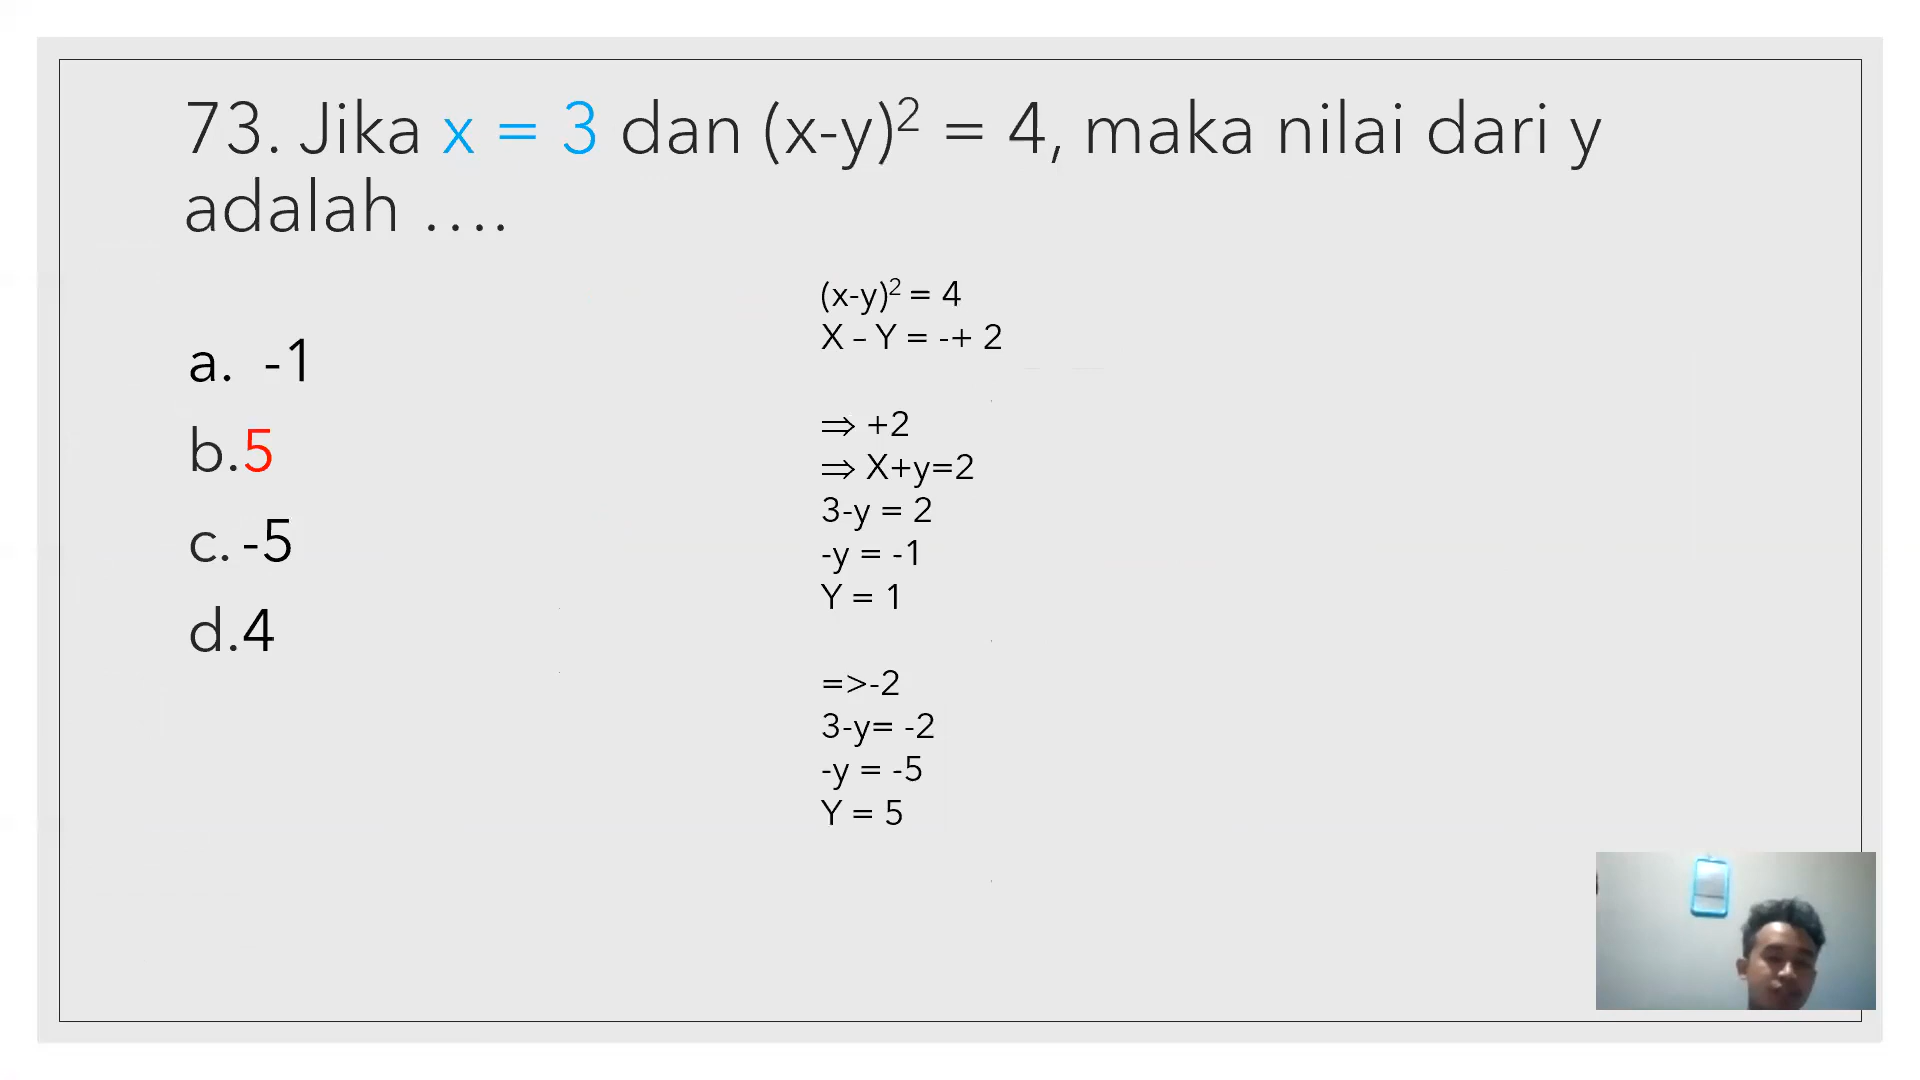 73. Jika x = 3 dan (x-y)² = 4, maka nilai dari y
adalah ....
a. -1
b.5
c. -5
d.4
(x-y)² = 4
X – Y = -+ 2
⇒ +2
⇒ X+y=2
3-y = 2
-y = -1
Y = 1
=>-2
3-y= -2
-y = -5
Y = 5